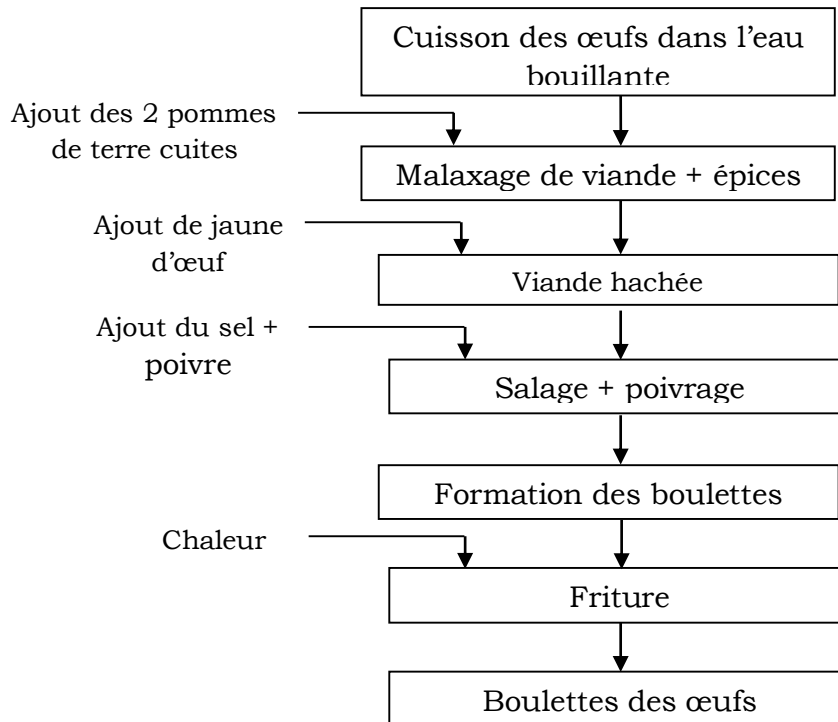 Cuisson des œufs dans l’eau
bouillante
Ajout des 2 pommes
de terre cuites
Malaxage de viande + épices
Ajout de jaune
d’œuf
Viande hachée
Ajout du sel +
poivre
Salage + poivrage
Formation des boulettes
Chaleur
Friture
Boulettes des œufs